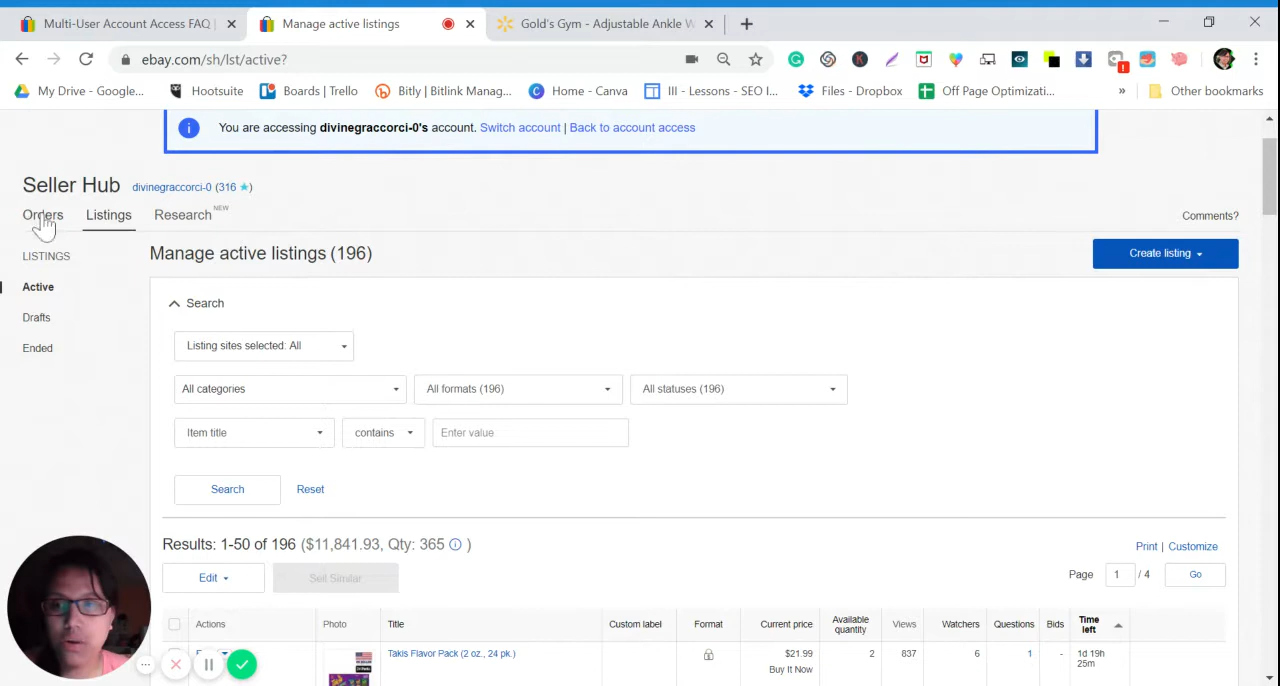 Multi-User Account Access FAQ
Manage active listings
Gold's Gym - Adjustable Ankle W
ebay.com/sh/lst/active?
My Drive - Google...
Hootsuite
Boards | Trello
Bitly | Bitlink Manag...
Home - Canva
III - Lessons - SEO I...
Files - Dropbox
Off Page Optimizati...
»
Other bookmarks
You are accessing divinegraccorci-0's account. Switch account | Back to account access
Seller Hub divinegraccorci-0 (316 ★)
Orders Listings Research NEW
Comments?
LISTINGS
Active
Drafts
Ended
Manage active listings (196)
Create listing
Search
Listing sites selected: All
All categories All formats (196) All statuses (196)
Item title contains Enter value
Search Reset
Results: 1-50 of 196 ($11,841.93, Qty: 365 )
Print | Customize
Edit Sell Similar
Page 1 / 4 Go
Actions Photo Title Custom label Format Current price Available quantity Views Watchers Questions Bids Time left
Takis Flavor Pack (2 oz., 24 pk.) $21.99 2 837 6 1 - 1d 19h
Buy It Now 25m